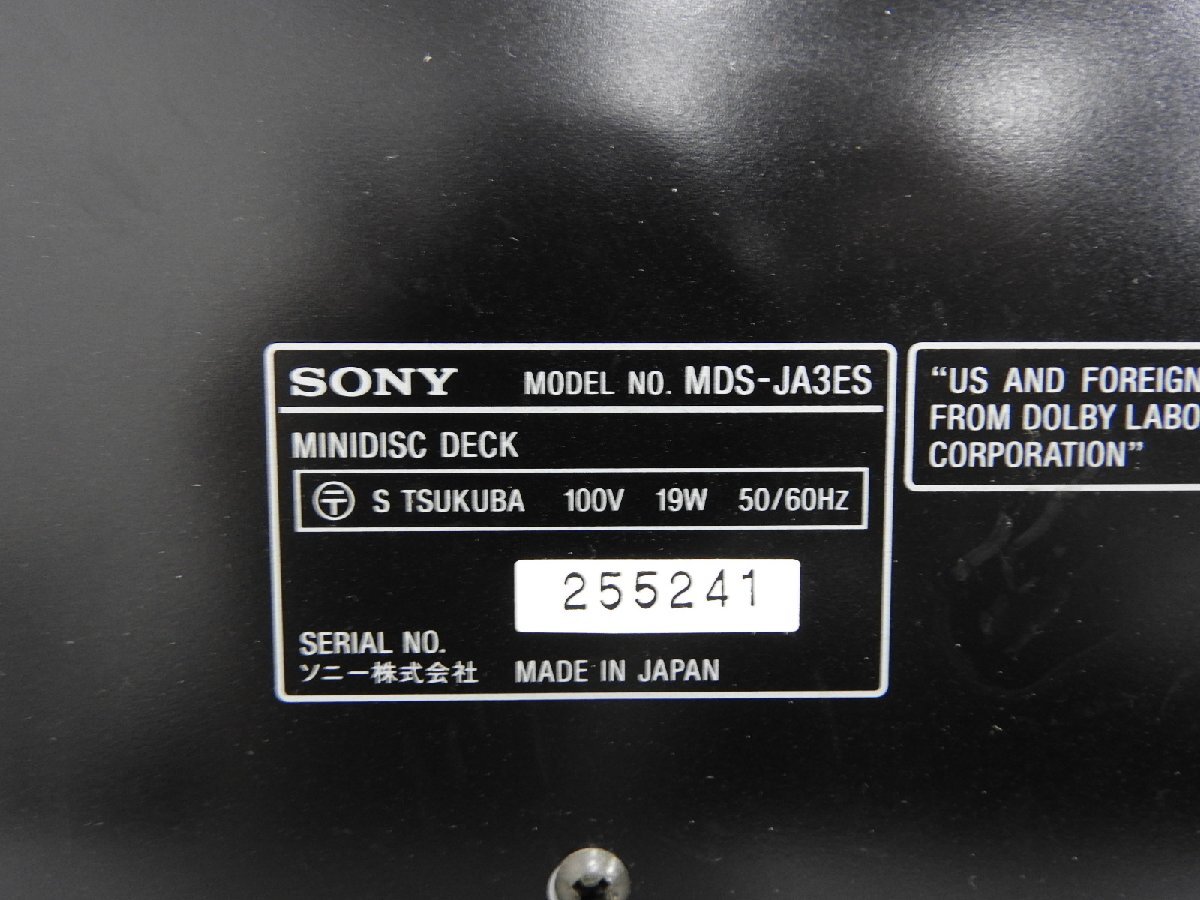 SONY MODEL NO. MDS-JA3ES
MINIDISC DECK
〶 S TSUKUBA 100V 19W 50/60Hz
255241
SERIAL NO.
ソニー株式会社 MADE IN JAPAN
“US AND FOREIGN
FROM DOLBY LABO
CORPORATION”